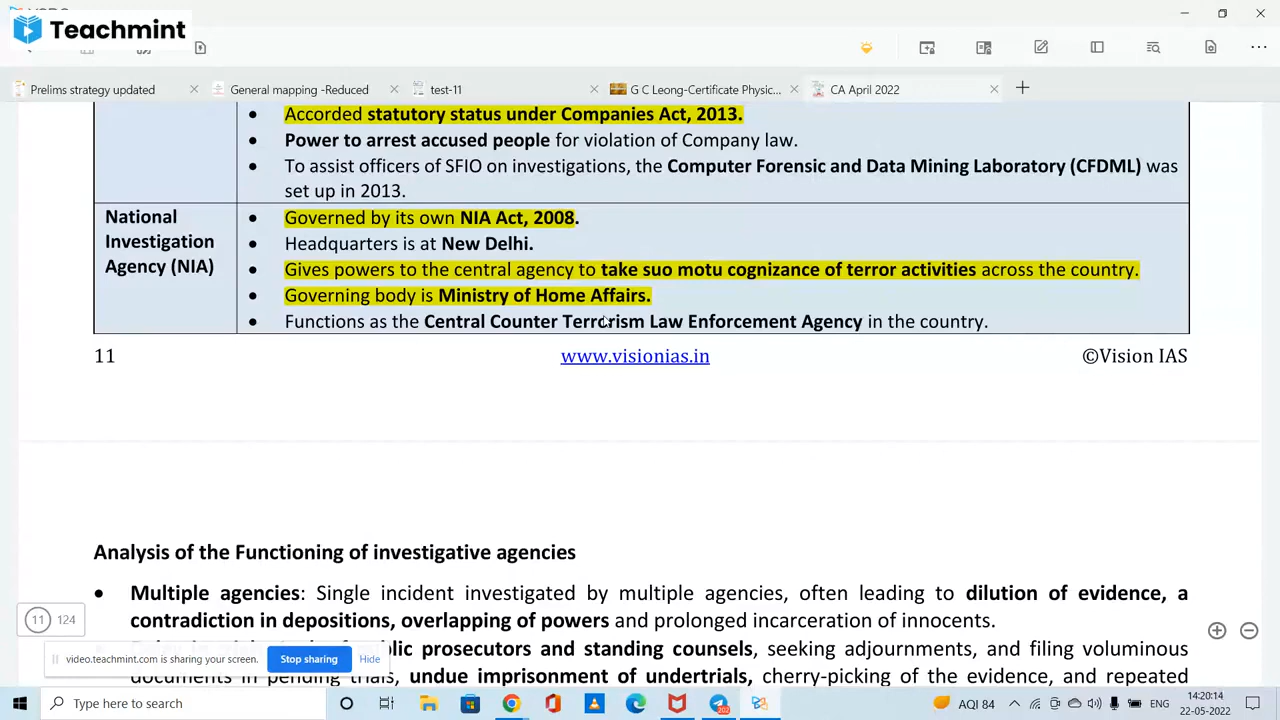 Teachmint
Prelims strategy updated
General mapping -Reduced
test-11
G C Leong-Certificate Physic...
CA April 2022
• Accorded statutory status under Companies Act, 2013.
• Power to arrest accused people for violation of Company law.
• To assist officers of SFIO on investigations, the Computer Forensic and Data Mining Laboratory (CFDML) was
set up in 2013.
National
Investigation
Agency (NIA)
• Governed by its own NIA Act, 2008.
• Headquarters is at New Delhi.
• Gives powers to the central agency to take suo motu cognizance of terror activities across the country.
• Governing body is Ministry of Home Affairs.
• Functions as the Central Counter Terrorism Law Enforcement Agency in the country.
11 www.visionias.in ©Vision IAS
Analysis of the Functioning of investigative agencies
• Multiple agencies: Single incident investigated by multiple agencies, often leading to dilution of evidence, a
contradiction in depositions, overlapping of powers and prolonged incarceration of innocents.
prosecutors and standing counsels, seeking adjournments, and filing voluminous
documents in pending trials, undue imprisonment of undertrials, cherry-picking of the evidence, and repeated
11 124
video.teachmint.com is sharing your screen. Stop sharing Hide
Type here to search
202
AQI 84
ENG
14:20:14
22-05-2022